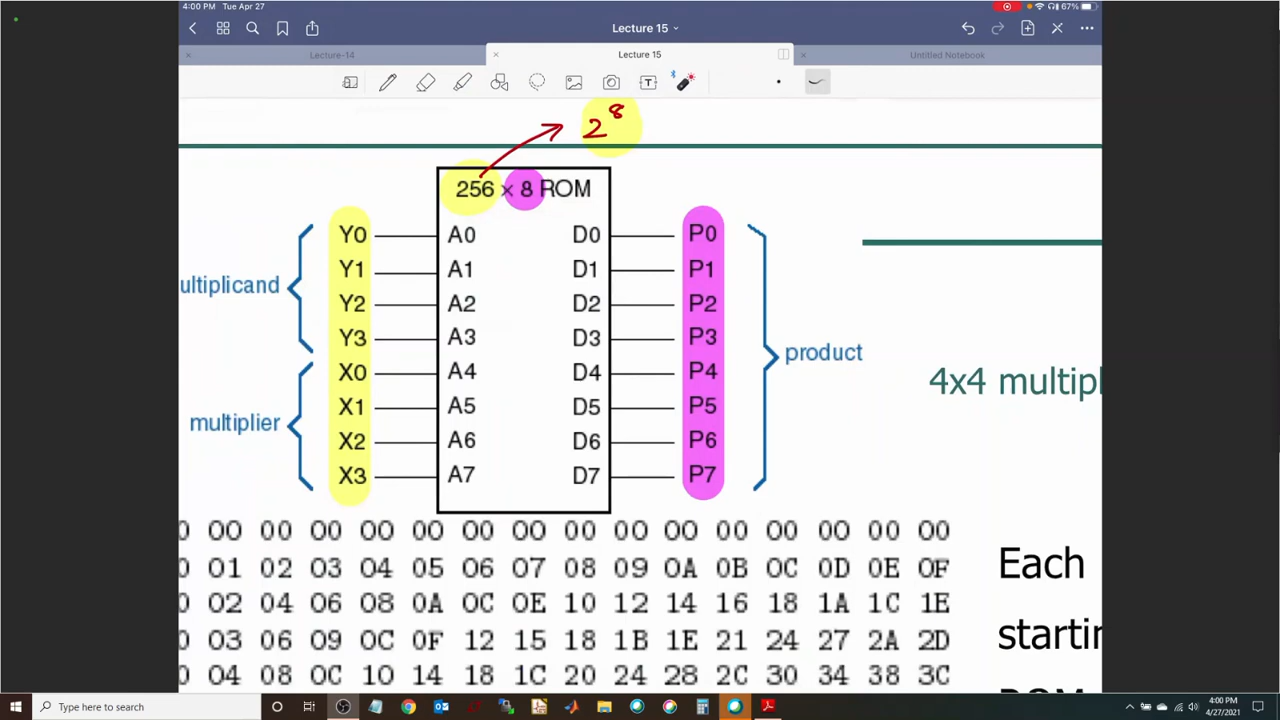 4:00 PM Tue Apr 27
67%
Lecture 15
Lecture-14
Lecture 15
Untitled Notebook
T
2^8
256 × 8 ROM
Y0 A0 D0 P0
Y1 A1 D1 P1
Y2 A2 D2 P2
Y3 A3 D3 P3
X0 A4 D4 P4
X1 A5 D5 P5
X2 A6 D6 P6
X3 A7 D7 P7
ultiplicand
multiplier
product
4x4 multipl
0 00 00 00 00 00 00 00 00 00 00 00 00 00 00 00
0 01 02 03 04 05 06 07 08 09 0A 0B 0C 0D 0E 0F
0 02 04 06 08 0A 0C 0E 10 12 14 16 18 1A 1C 1E
0 03 06 09 0C 0F 12 15 18 1B 1E 21 24 27 2A 2D
0 04 08 0C 10 14 18 1C 20 24 28 2C 30 34 38 3C
Each
startin
ROM
Type here to search
4:00 PM
4/27/2021